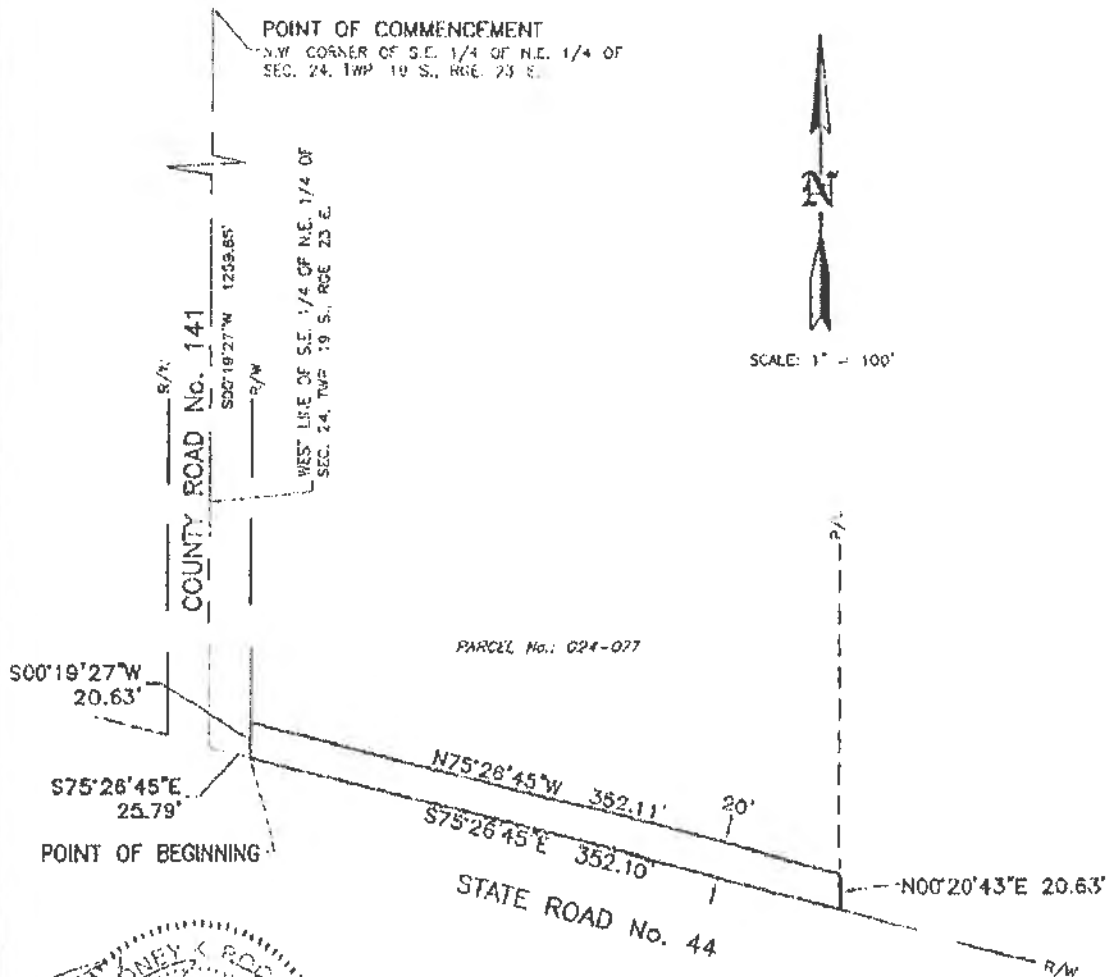 POINT OF COMMENCEMENT
N.W. CORNER OF S.E. 1/4 OF N.E. 1/4 OF
SEC. 24, TWP 19 S., RGE. 23 E.
N
SCALE: 1" = 100'
WEST LINE OF S.E. 1/4 OF N.E. 1/4 OF
SEC. 24, TWP 19 S., RGE 23 E.
R/W
COUNTY ROAD No. 141
S00°19'27"W 1259.65'
R/W
P/L
PARCEL No.: G24-077
S00°19'27"W
20.63'
S75°26'45"E
25.79'
POINT OF BEGINNING
N75°26'45"W 352.11' 20'
S75°26'45"E 352.10'
N00°20'43"E 20.63'
STATE ROAD No. 44
R/W